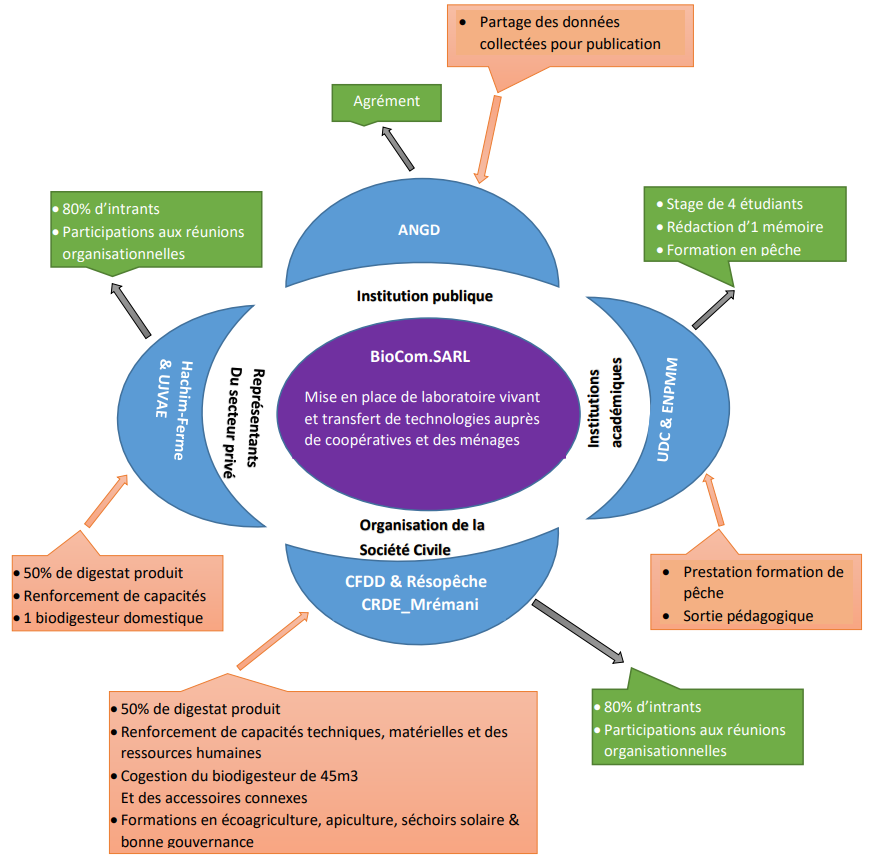 • Partage des données
collectées pour publication
Agrément
• 80% d'intrants
• Participations aux réunions
organisationnelles
• Stage de 4 étudiants
• Rédaction d'1 mémoire
• Formation en pêche
ANGD
Institution publique
Hachim-Ferme
& UJVAE
Représentants
Du secteur privé
BioCom.SARL
Mise en place de laboratoire vivant
et transfert de technologies auprès
de coopératives et des ménages
Institutions
académiques
UDC & ENPMM
Organisation de la
Société Civile
CFDD & Résopêche
CRDE_Mrémani
• 50% de digestat produit
• Renforcement de capacités
• 1 biodigesteur domestique
• Prestation formation de
pêche
• Sortie pédagogique
• 50% de digestat produit
• Renforcement de capacités techniques, matérielles et des
ressources humaines
• Cogestion du biodigesteur de 45m3
Et des accessoires connexes
• Formations en écoagriculture, apiculture, séchoirs solaire &
bonne gouvernance
• 80% d'intrants
• Participations aux réunions
organisationnelles